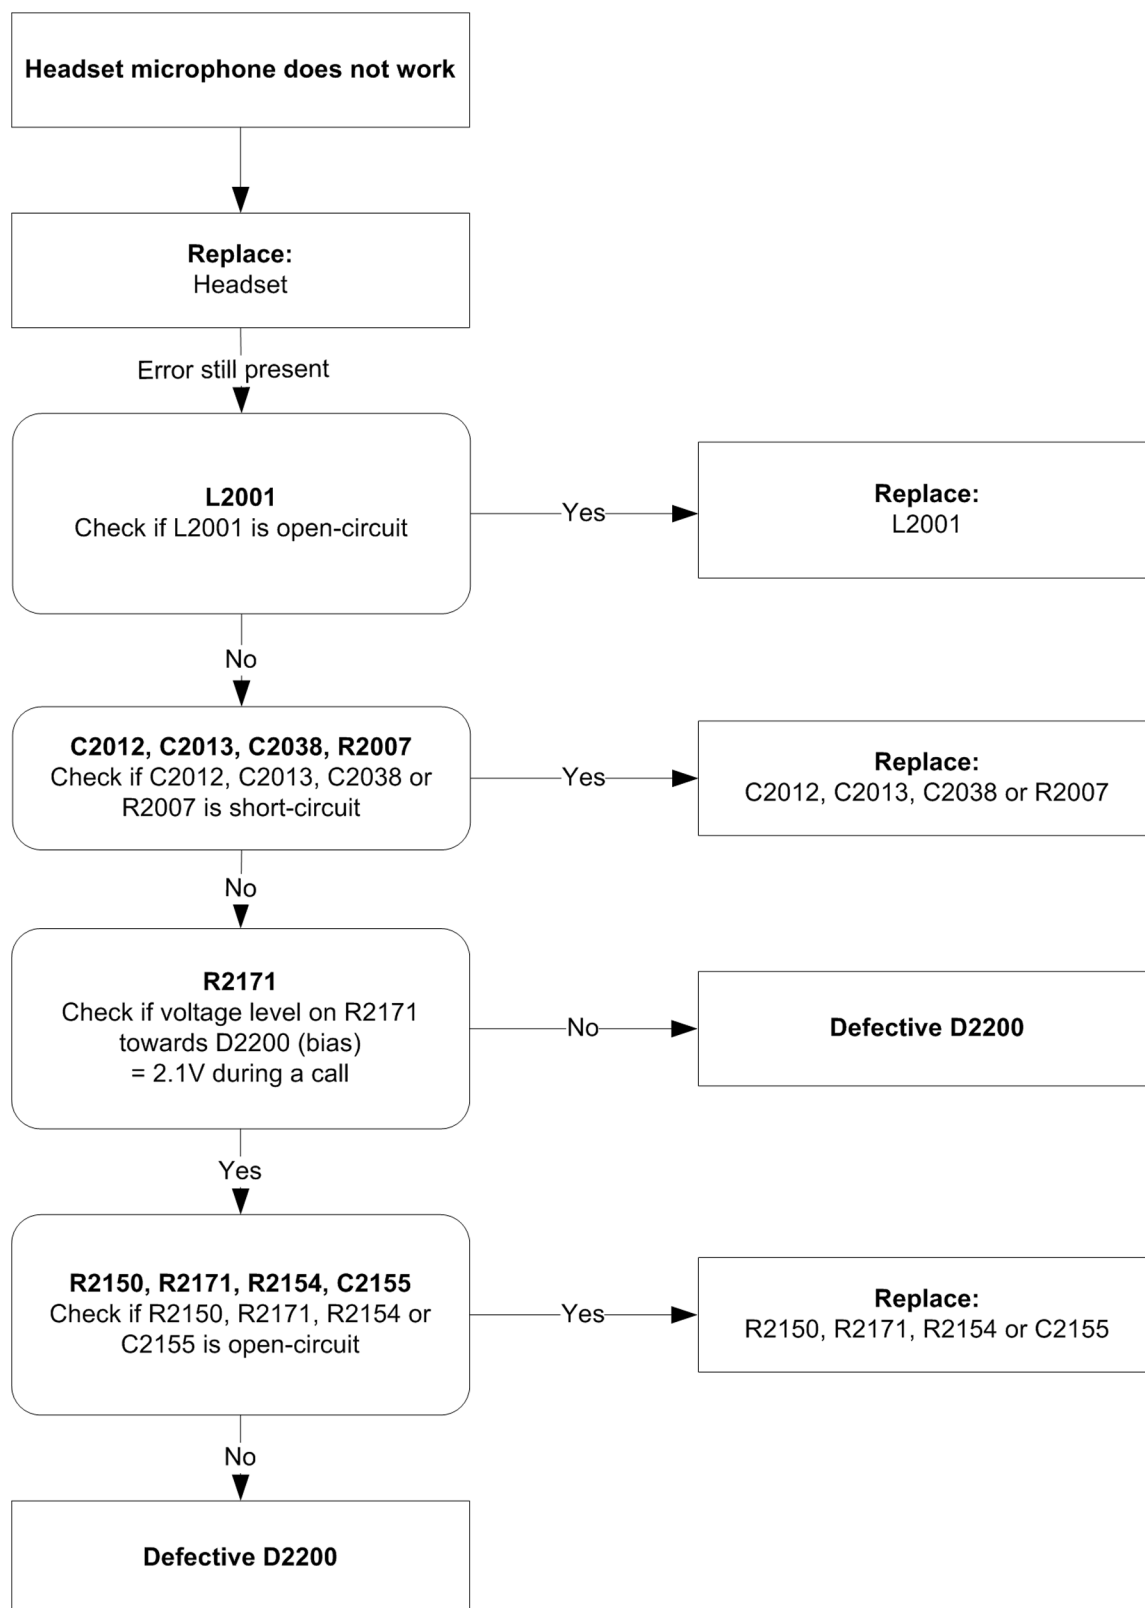 Headset microphone does not work
Replace:
Headset
Error still present
L2001
Check if L2001 is open-circuit
Yes
Replace:
L2001
No
C2012, C2013, C2038, R2007
Check if C2012, C2013, C2038 or
R2007 is short-circuit
Yes
Replace:
C2012, C2013, C2038 or R2007
No
R2171
Check if voltage level on R2171
towards D2200 (bias)
= 2.1V during a call
No
Defective D2200
Yes
R2150, R2171, R2154, C2155
Check if R2150, R2171, R2154 or
C2155 is open-circuit
Yes
Replace:
R2150, R2171, R2154 or C2155
No
Defective D2200